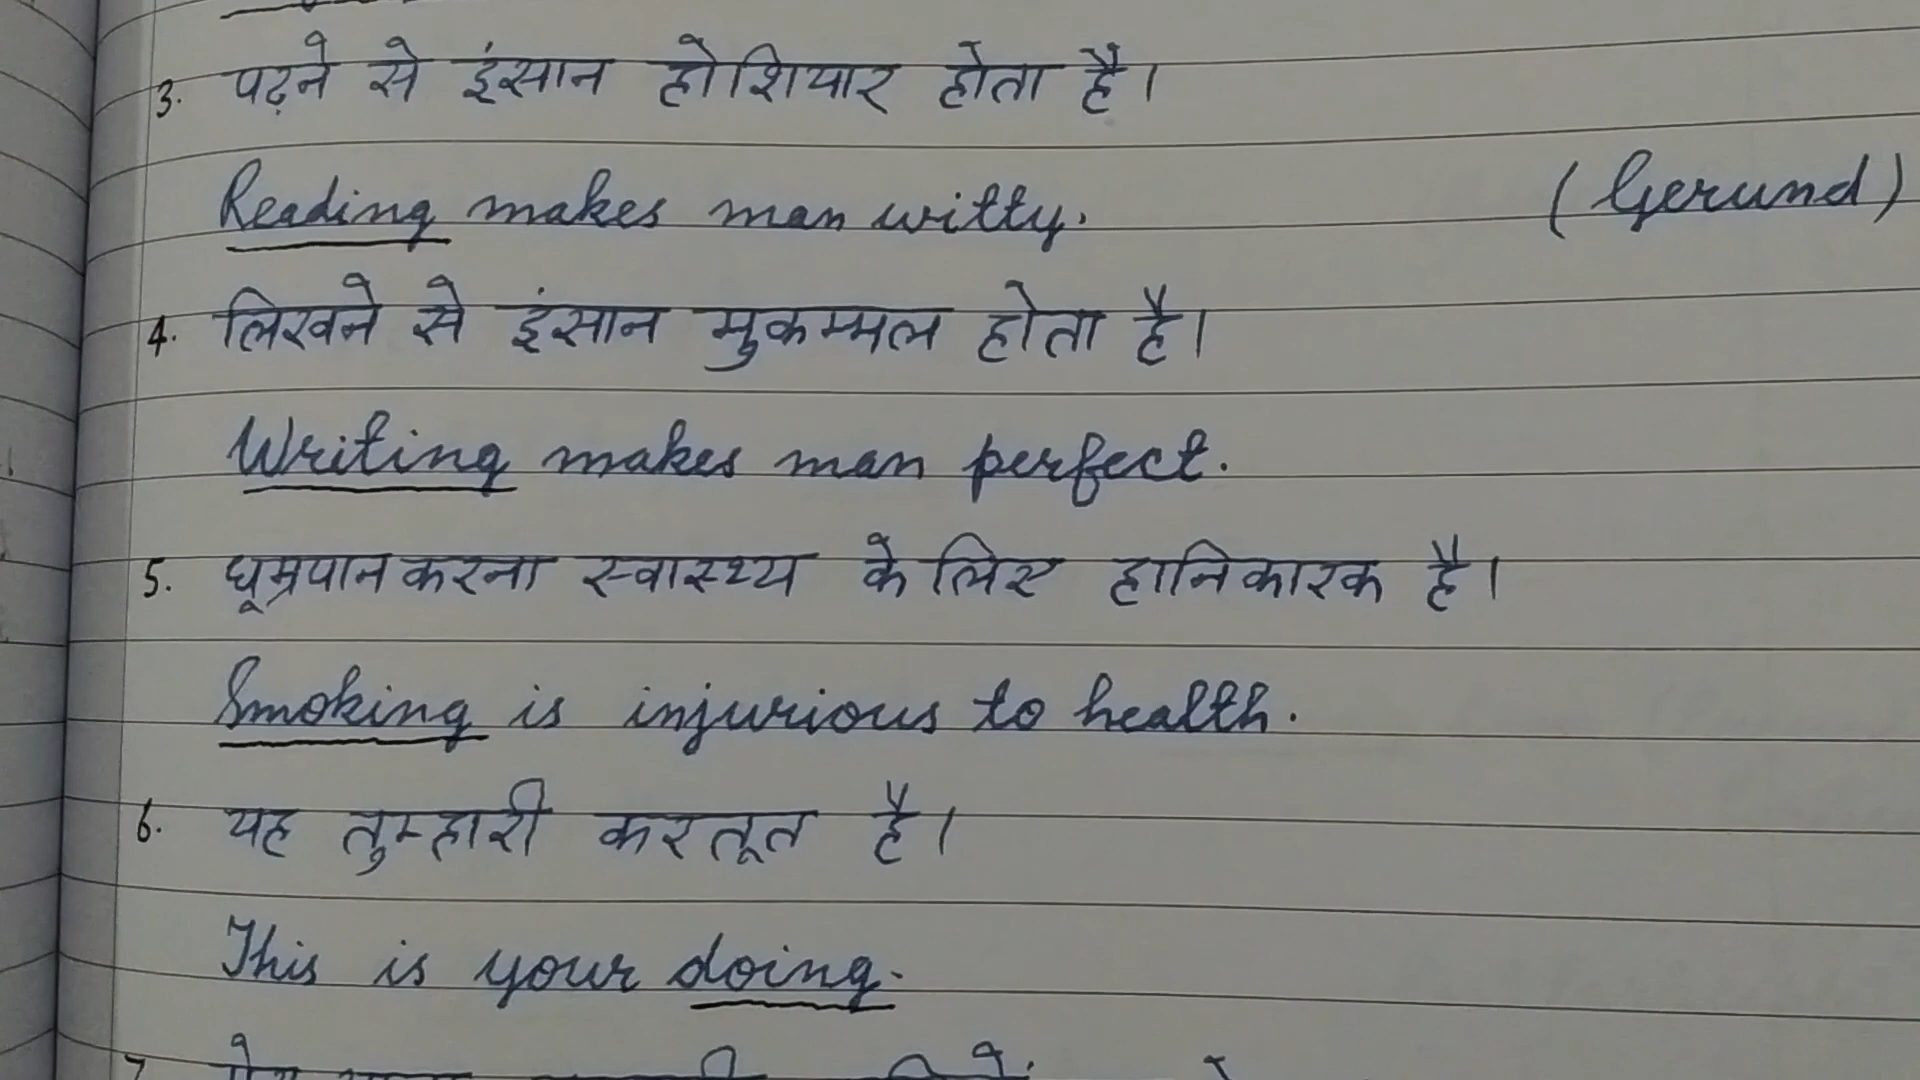 3. पढ़ने से इंसान होशियार होता है।
Reading makes man witty. (Gerund)
4. लिखने से इंसान मुकम्मल होता है।
Writing makes man perfect.
5. धूम्रपान करना स्वास्थ्य के लिए हानिकारक है।
Smoking is injurious to health.
6. यह तुम्हारी करतूत है।
This is your doing.
7.